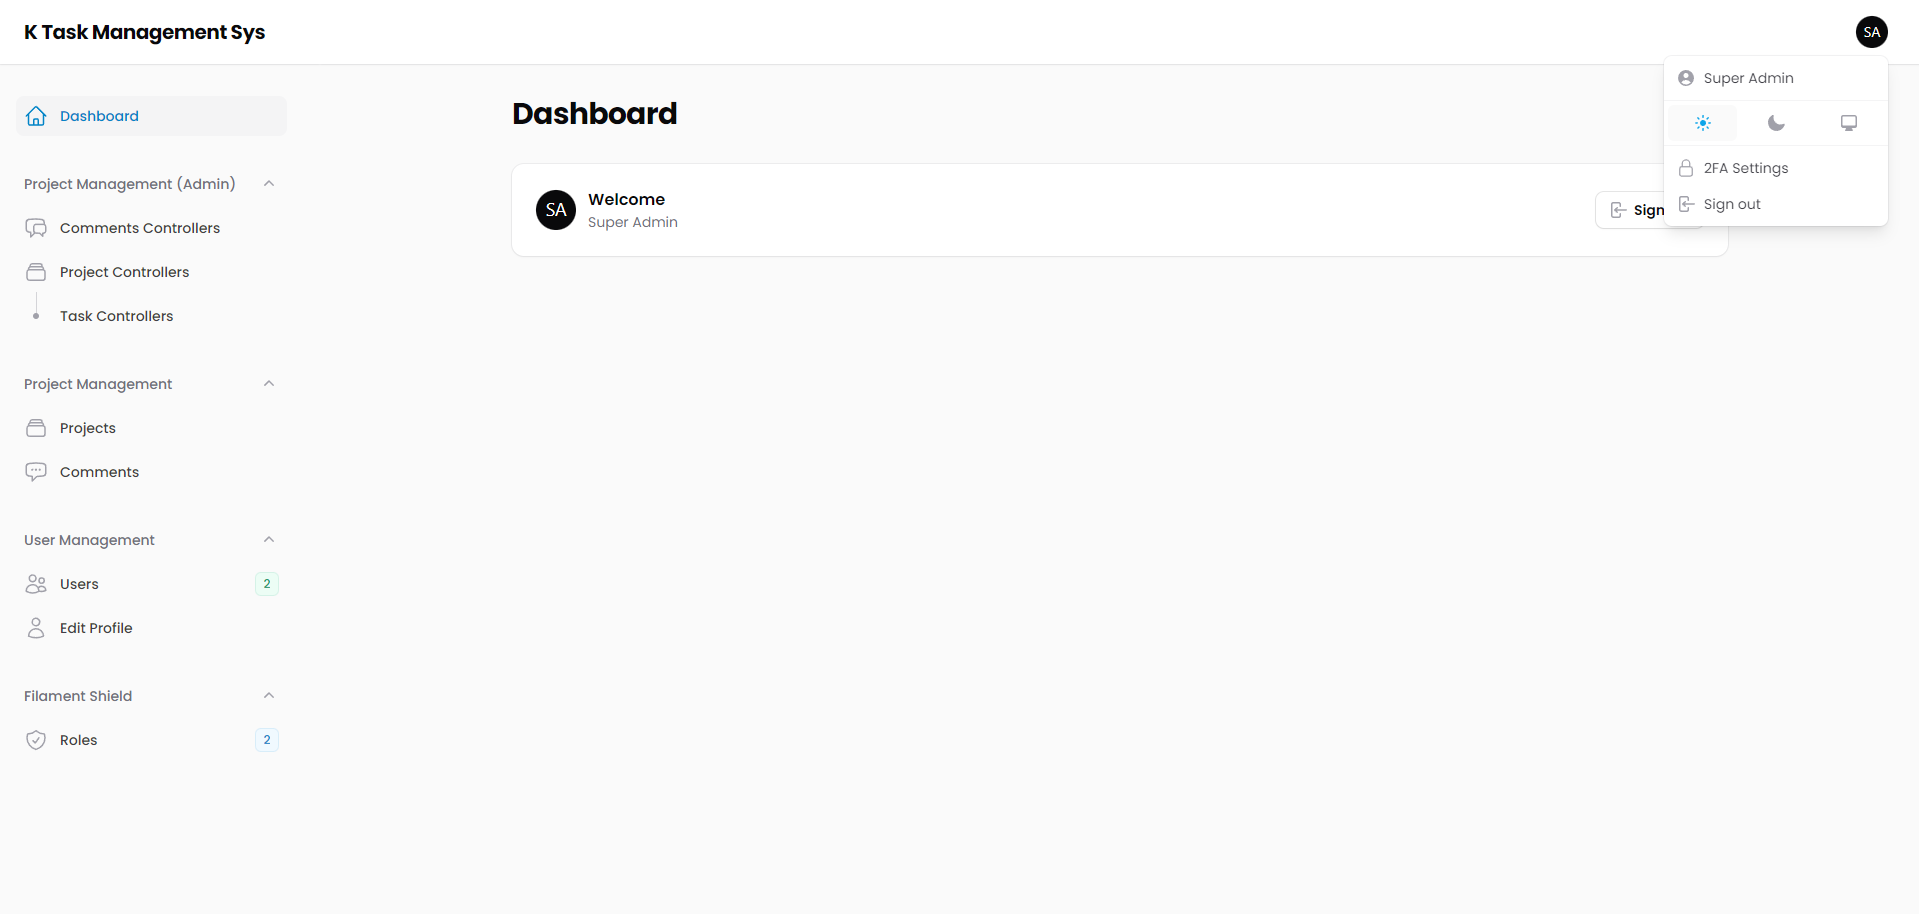 K Task Management Sys
SA
Super Admin
2FA Settings
Sign out
Dashboard
Project Management (Admin)
Comments Controllers
Project Controllers
Task Controllers
Project Management
Projects
Comments
User Management
Users 2
Edit Profile
Filament Shield
Roles 2
Dashboard
SA
Welcome
Super Admin
Sign